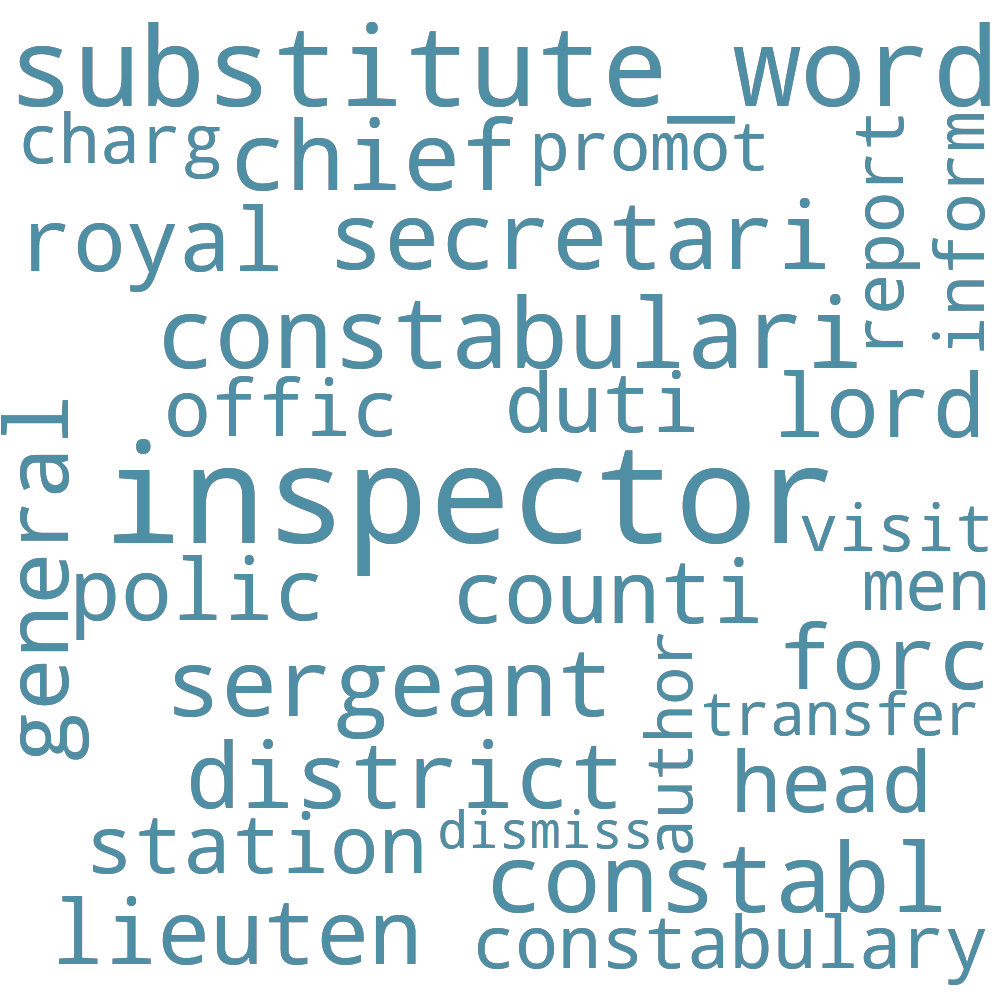 substitute_word
charg chief promot
report
inform
royal secretari
constabulari
offic duti lord
general
inspector
visit
polic counti men
forc
sergeant
author
transfer
district head
station dismiss
constabl
lieuten constabulary